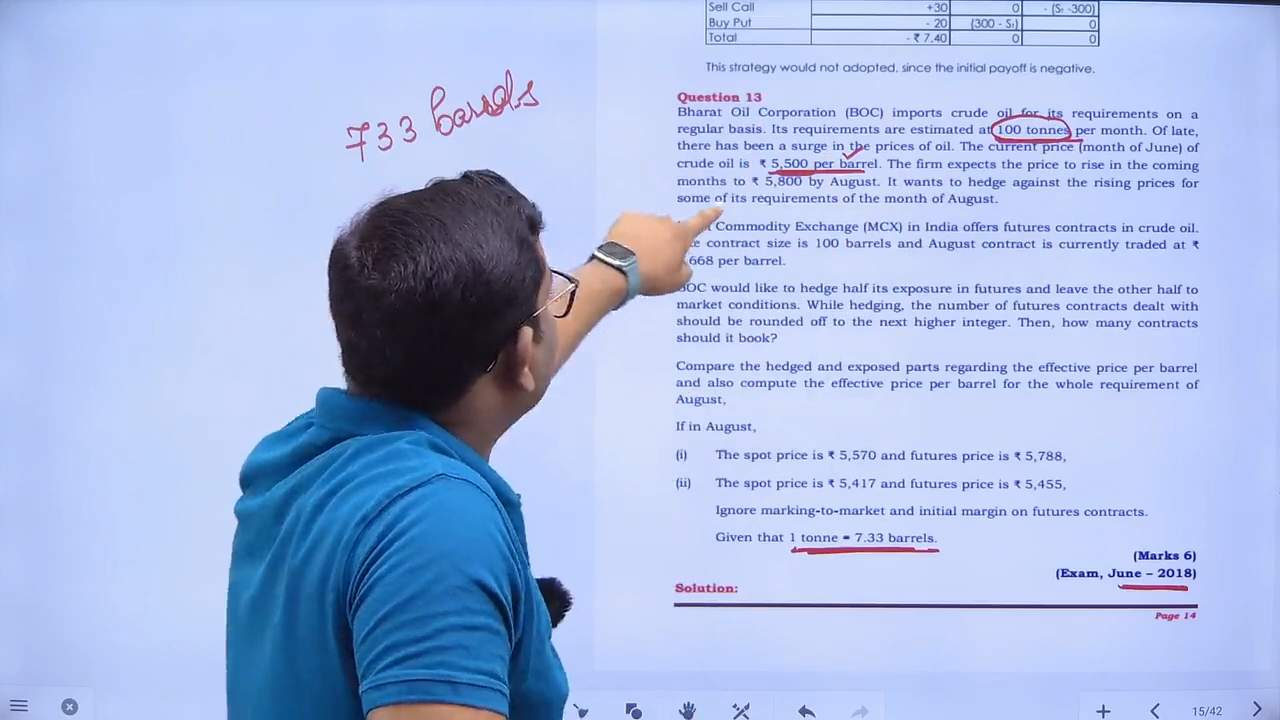 Sell Call +30 0 - (S₁ -300)
Buy Put - 20 (300 - S₁) 0
Total - ₹ 7.40 0 0
This strategy would not adopted, since the initial payoff is negative.
733 barrels
Question 13
Bharat Oil Corporation (BOC) imports crude oil for its requirements on a
regular basis. Its requirements are estimated at 100 tonnes per month. Of late,
there has been a surge in the prices of oil. The current price (month of June) of
crude oil is ₹ 5,500 per barrel. The firm expects the price to rise in the coming
months to ₹ 5,800 by August. It wants to hedge against the rising prices for
some of its requirements of the month of August.
Commodity Exchange (MCX) in India offers futures contracts in crude oil.
contract size is 100 barrels and August contract is currently traded at ₹
668 per barrel.
BOC would like to hedge half its exposure in futures and leave the other half to
market conditions. While hedging, the number of futures contracts dealt with
should be rounded off to the next higher integer. Then, how many contracts
should it book?
Compare the hedged and exposed parts regarding the effective price per barrel
and also compute the effective price per barrel for the whole requirement of
August,
If in August,
(i) The spot price is ₹ 5,570 and futures price is ₹ 5,788,
(ii) The spot price is ₹ 5,417 and futures price is ₹ 5,455,
Ignore marking-to-market and initial margin on futures contracts.
Given that 1 tonne = 7.33 barrels.
(Marks 6)
(Exam, June – 2018)
Solution:
Page 14
15/42